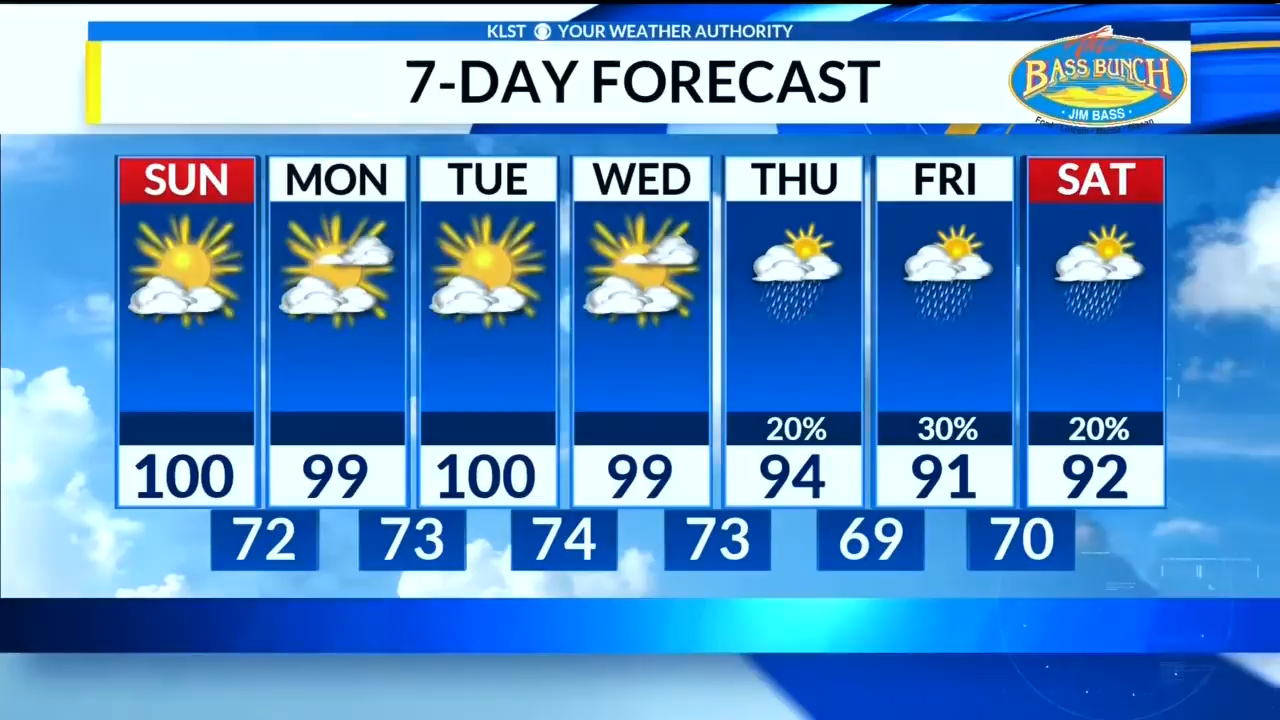 KLST YOUR WEATHER AUTHORITY
7-DAY FORECAST
The
BASS BUNCH
· JIM BASS ·
SUN MON TUE WED THU FRI SAT
20% 30% 20%
100 99 100 99 94 91 92
72 73 74 73 69 70